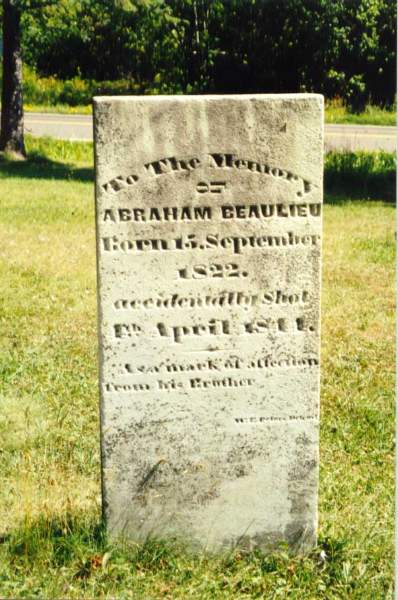 To The Memory
OF
ABRAHAM BEAULIEU
Born 15, September
1822.
accidentally shot
4th April 1844.
As a mark of affection
from his Brother